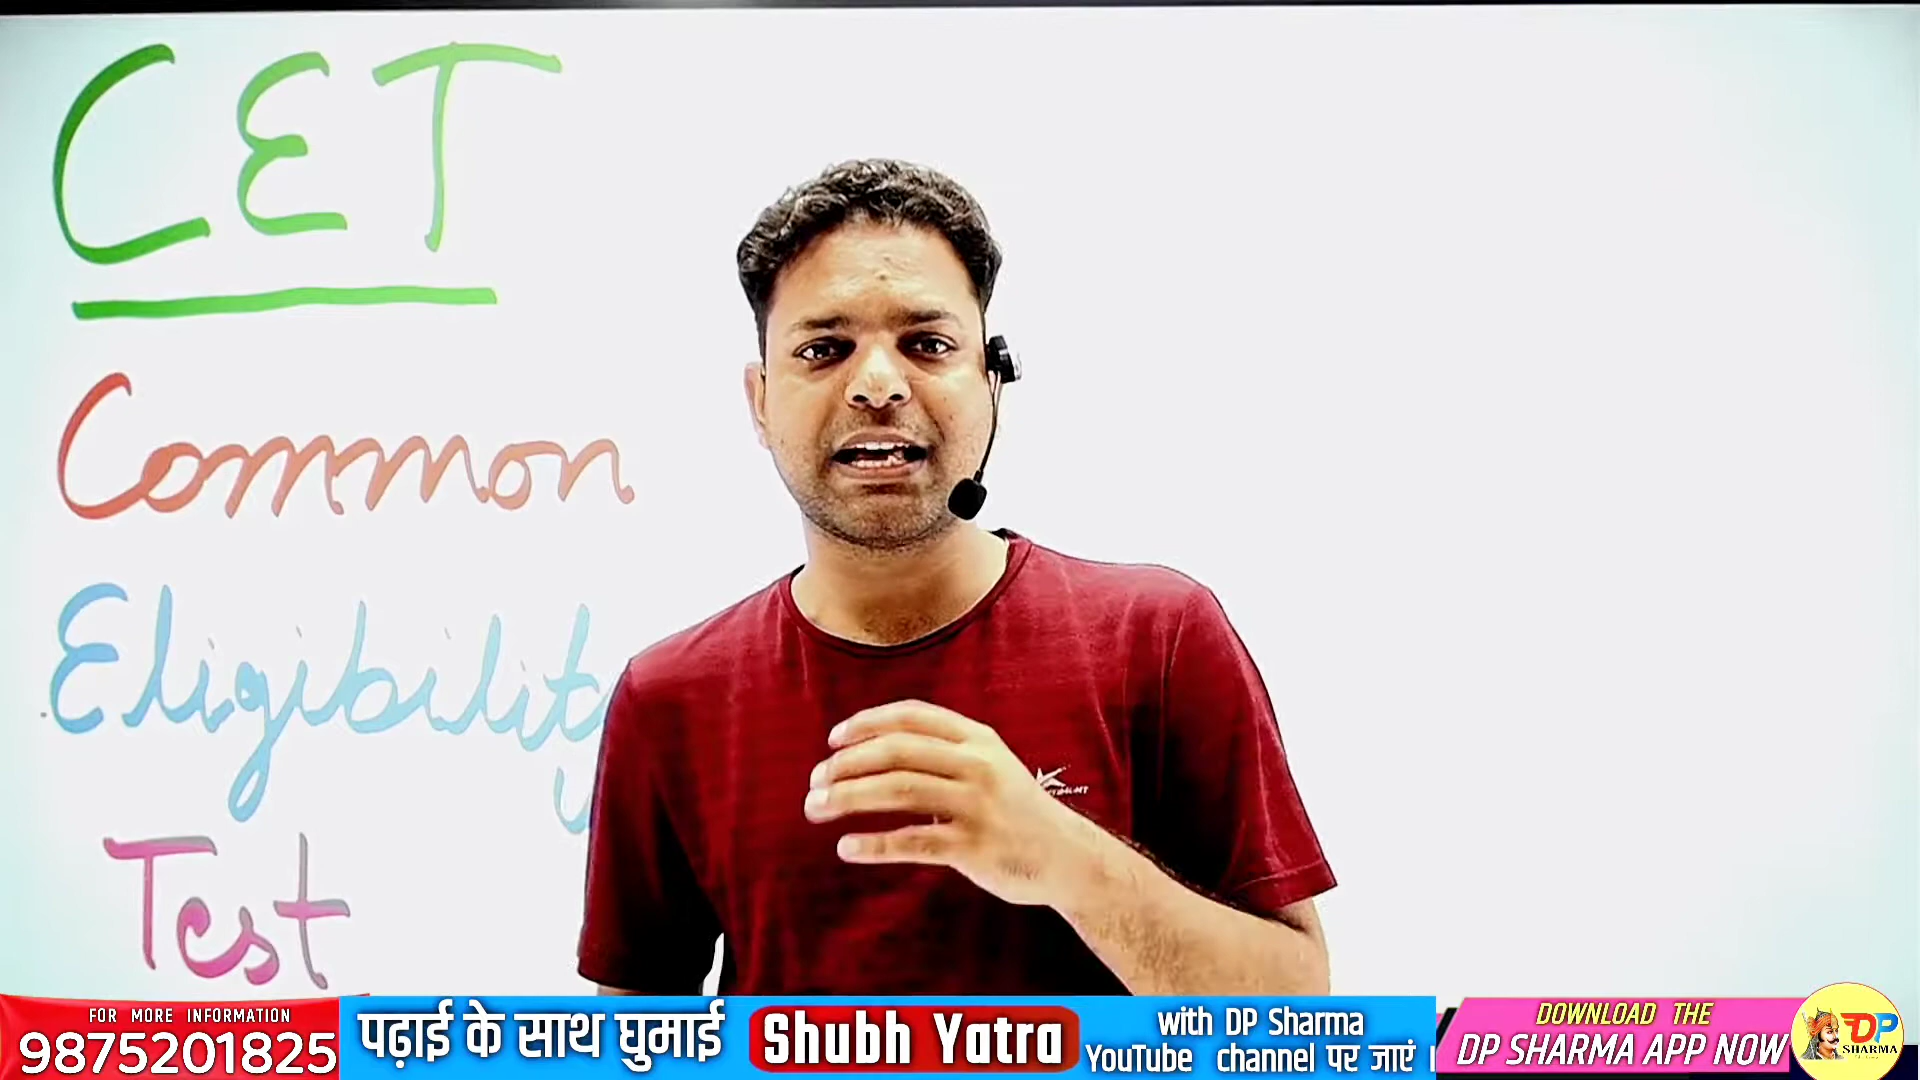 CET
Common
Eligibility
Test
FOR MORE INFORMATION
9875201825
पढ़ाई के साथ घुमाई
Shubh Yatra
with DP Sharma
YouTube channel पर जाएं ।
DOWNLOAD THE
DP SHARMA APP NOW
DP
SHARMA